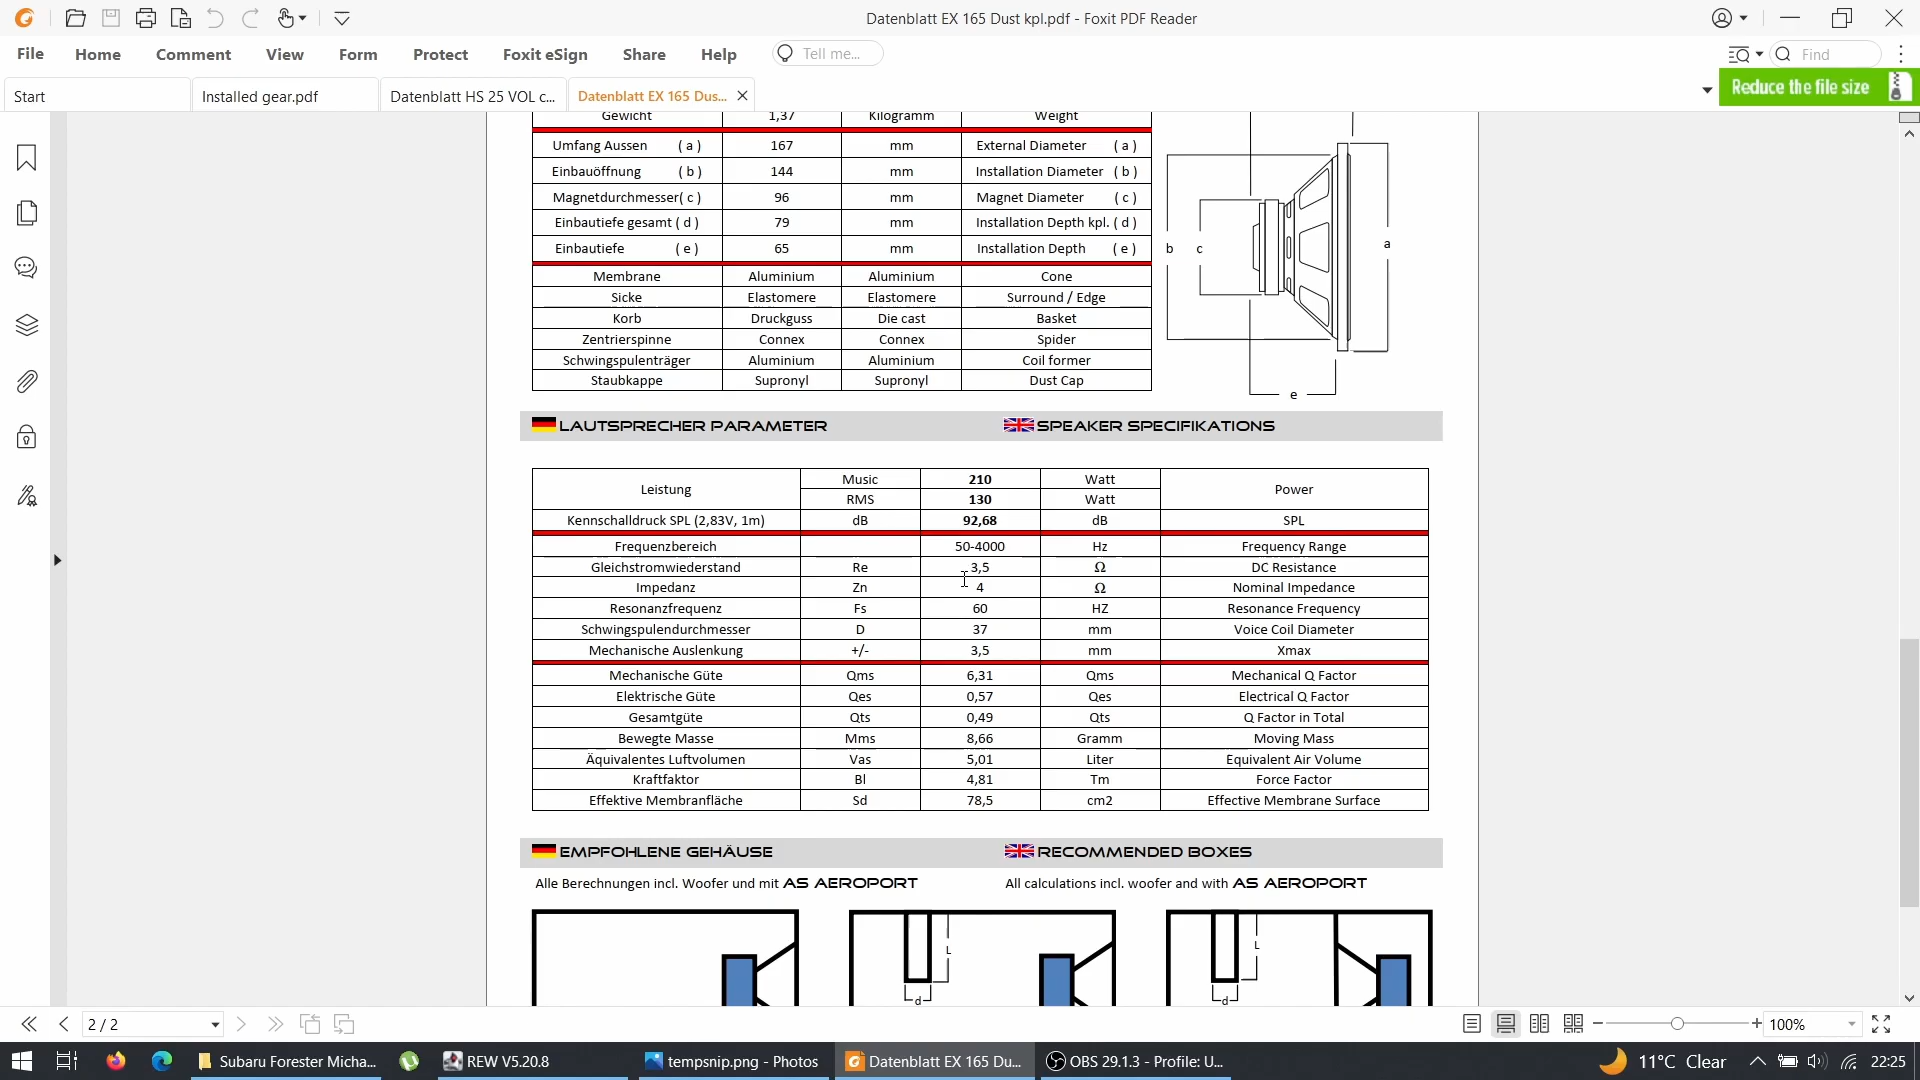 Datenblatt EX 165 Dust kpl.pdf - Foxit PDF Reader
File Home Comment View Form Protect Foxit eSign Share Help Tell me... Find
Start Installed gear.pdf Datenblatt HS 25 VOL c... Datenblatt EX 165 Dus... Reduce the file size
Gewicht 1,37 Kilogramm Weight
Umfang Aussen ( a ) 167 mm External Diameter ( a )
Einbauöffnung ( b ) 144 mm Installation Diameter ( b )
Magnetdurchmesser( c ) 96 mm Magnet Diameter ( c )
Einbautiefe gesamt ( d ) 79 mm Installation Depth kpl. ( d )
Einbautiefe ( e ) 65 mm Installation Depth ( e )
b c a
Membrane Aluminium Aluminium Cone
Sicke Elastomere Elastomere Surround / Edge
Korb Druckguss Die cast Basket
Zentrierspinne Connex Connex Spider
Schwingspulenträger Aluminium Aluminium Coil former
Staubkappe Supronyl Supronyl Dust Cap
e
LAUTSPRECHER PARAMETER SPEAKER SPECIFIKATIONS
Leistung Music 210 Watt Power
RMS 130 Watt
Kennschalldruck SPL (2,83V, 1m) dB 92,68 dB SPL
Frequenzbereich 50-4000 Hz Frequency Range
Gleichstromwiederstand Re 3,5 Ω DC Resistance
Impedanz Zn 4 Ω Nominal Impedance
Resonanzfrequenz Fs 60 HZ Resonance Frequency
Schwingspulendurchmesser D 37 mm Voice Coil Diameter
Mechanische Auslenkung +/- 3,5 mm Xmax
Mechanische Güte Qms 6,31 Qms Mechanical Q Factor
Elektrische Güte Qes 0,57 Qes Electrical Q Factor
Gesamtgüte Qts 0,49 Qts Q Factor in Total
Bewegte Masse Mms 8,66 Gramm Moving Mass
Äquivalentes Luftvolumen Vas 5,01 Liter Equivalent Air Volume
Kraftfaktor Bl 4,81 Tm Force Factor
Effektive Membranfläche Sd 78,5 cm2 Effective Membrane Surface
EMPFOHLENE GEHÄUSE RECOMMENDED BOXES
Alle Berechnungen incl. Woofer und mit AS AEROPORT All calculations incl. woofer and with AS AEROPORT
L L
d d
2 / 2 100%
Subaru Forester Micha... REW V5.20.8 tempsnip.png - Photos Datenblatt EX 165 Du... OBS 29.1.3 - Profile: U... 11°C Clear 22:25